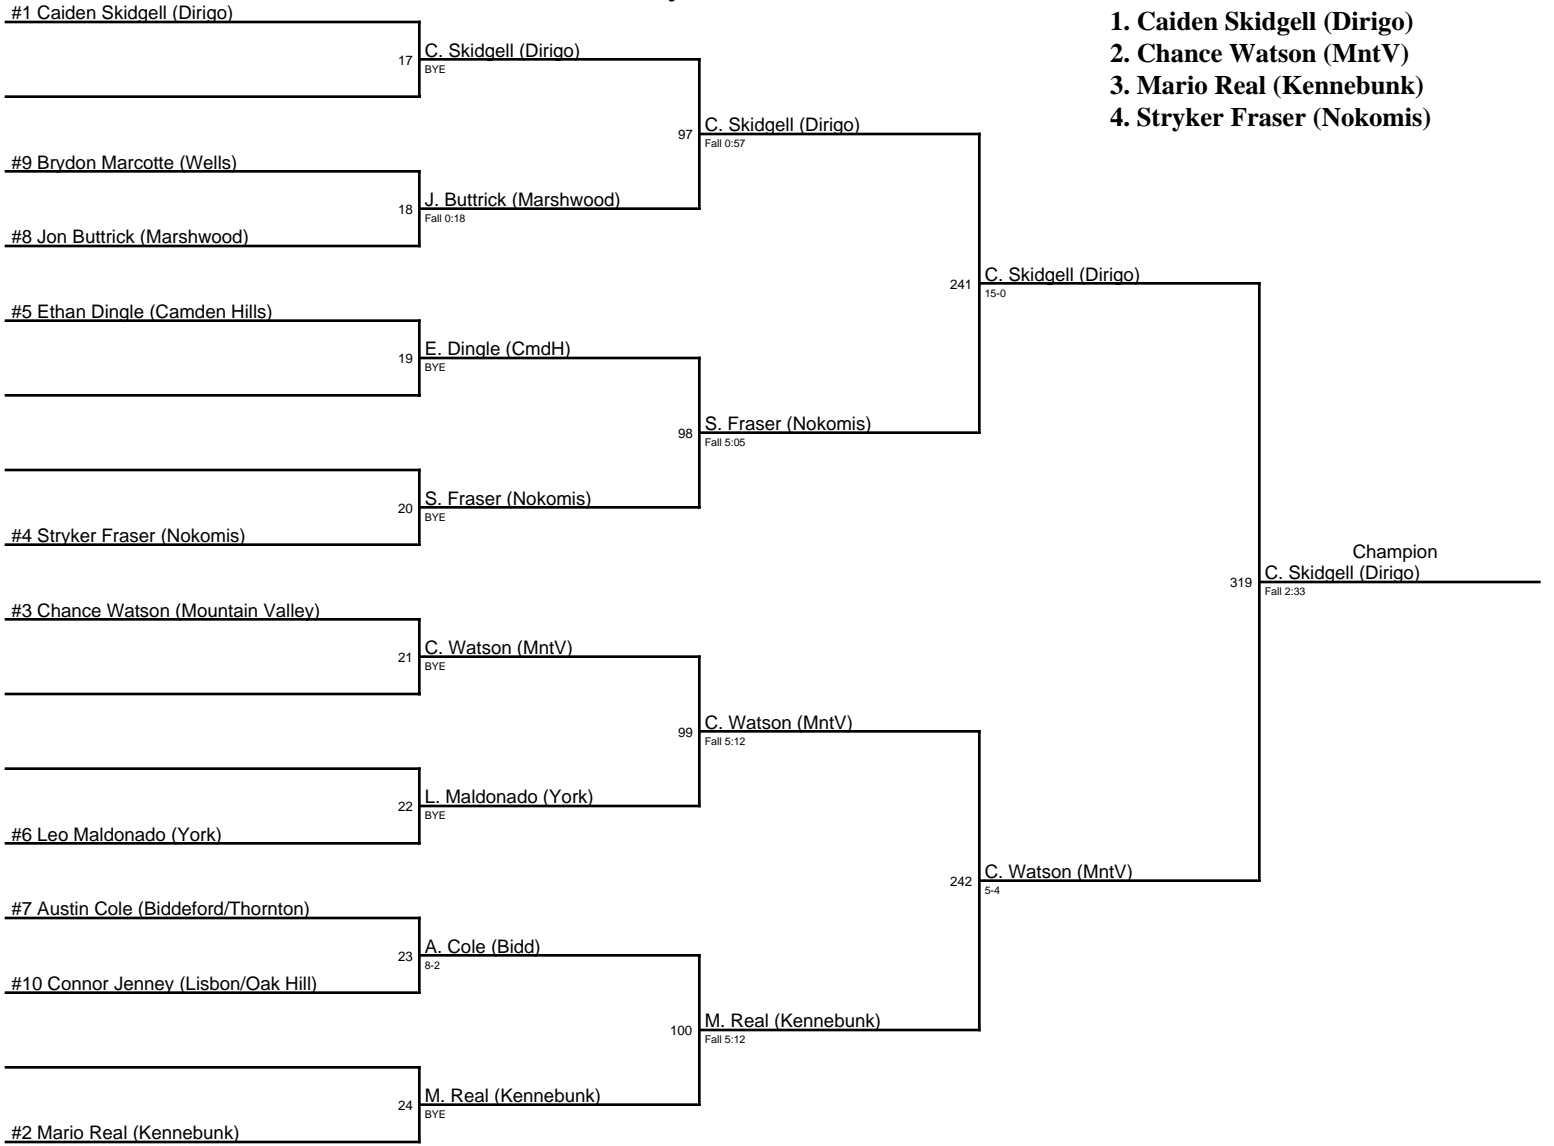 1. Caiden Skidgell (Dirigo)
2. Chance Watson (MntV)
3. Mario Real (Kennebunk)
4. Stryker Fraser (Nokomis)
#1 Caiden Skidgell (Dirigo)
17
C. Skidgell (Dirigo)
BYE
97
C. Skidgell (Dirigo)
Fall 0:57
#9 Brydon Marcotte (Wells)
18
J. Buttrick (Marshwood)
Fall 0:18
#8 Jon Buttrick (Marshwood)
241
C. Skidgell (Dirigo)
15-0
#5 Ethan Dingle (Camden Hills)
19
E. Dingle (CmdH)
BYE
98
S. Fraser (Nokomis)
Fall 5:05
20
S. Fraser (Nokomis)
BYE
#4 Stryker Fraser (Nokomis)
Champion
319
C. Skidgell (Dirigo)
Fall 2:33
#3 Chance Watson (Mountain Valley)
21
C. Watson (MntV)
BYE
99
C. Watson (MntV)
Fall 5:12
22
L. Maldonado (York)
BYE
#6 Leo Maldonado (York)
242
C. Watson (MntV)
5-4
#7 Austin Cole (Biddeford/Thornton)
23
A. Cole (Bidd)
8-2
#10 Connor Jenney (Lisbon/Oak Hill)
100
M. Real (Kennebunk)
Fall 5:12
24
M. Real (Kennebunk)
BYE
#2 Mario Real (Kennebunk)